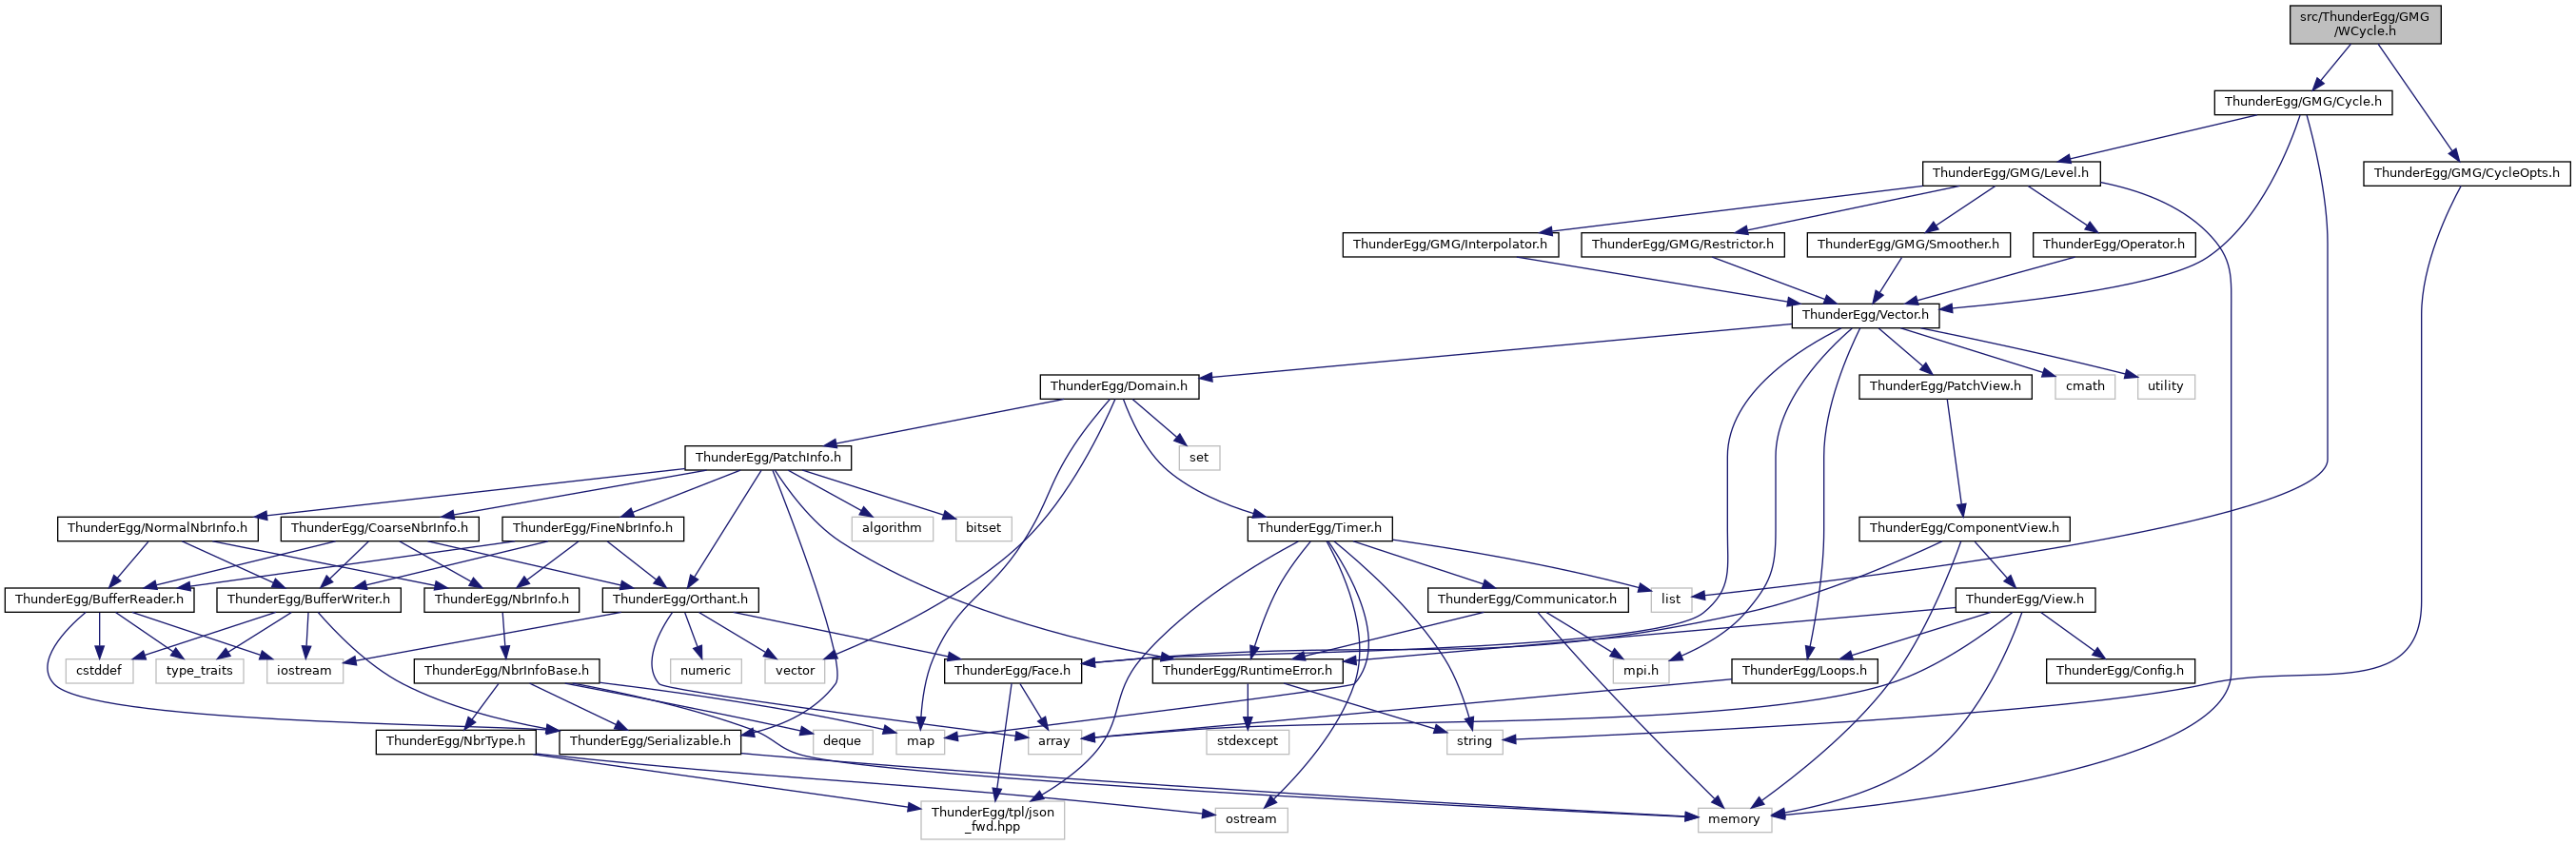 src/ThunderEgg/GMG
/WCycle.h
ThunderEgg/GMG/Cycle.h
ThunderEgg/GMG/Level.h
ThunderEgg/GMG/CycleOpts.h
ThunderEgg/GMG/Interpolator.h
ThunderEgg/GMG/Restrictor.h
ThunderEgg/GMG/Smoother.h
ThunderEgg/Operator.h
ThunderEgg/Vector.h
ThunderEgg/Domain.h
ThunderEgg/PatchView.h
cmath
utility
ThunderEgg/PatchInfo.h
set
ThunderEgg/NormalNbrInfo.h
ThunderEgg/CoarseNbrInfo.h
ThunderEgg/FineNbrInfo.h
algorithm
bitset
ThunderEgg/Timer.h
ThunderEgg/ComponentView.h
ThunderEgg/BufferReader.h
ThunderEgg/BufferWriter.h
ThunderEgg/NbrInfo.h
ThunderEgg/Orthant.h
ThunderEgg/Communicator.h
list
ThunderEgg/View.h
cstddef
type_traits
iostream
ThunderEgg/NbrInfoBase.h
numeric
vector
ThunderEgg/Face.h
ThunderEgg/RuntimeError.h
mpi.h
ThunderEgg/Loops.h
ThunderEgg/Config.h
ThunderEgg/NbrType.h
ThunderEgg/Serializable.h
deque
map
array
stdexcept
string
ThunderEgg/tpl/json
_fwd.hpp
ostream
memory